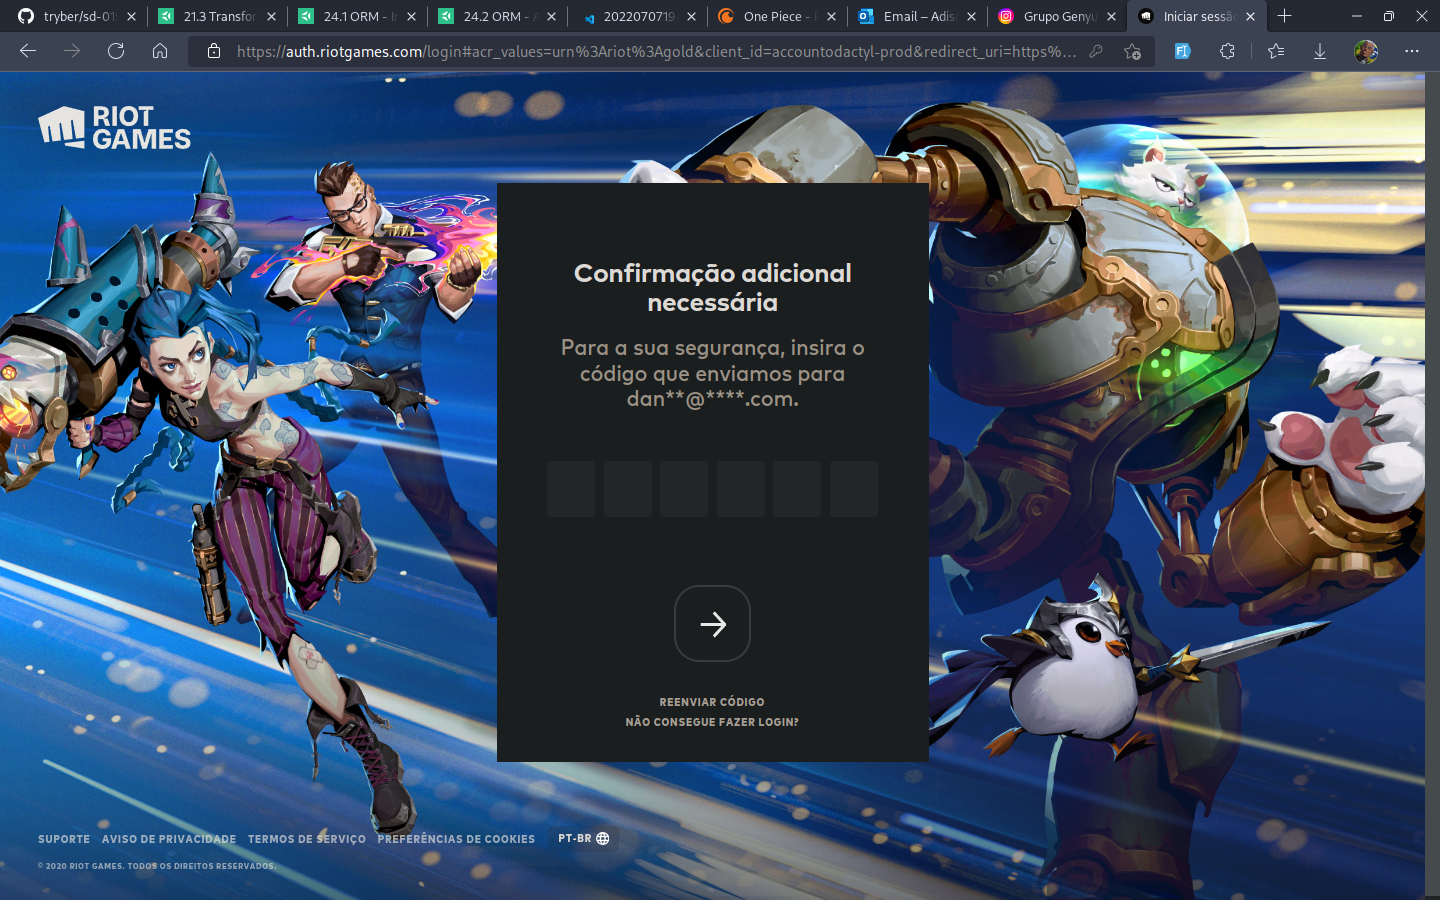 tryber/sd-01
21.3 Transfor
24.1 ORM - I
24.2 ORM - A
2022070719
One Piece -
Email – Adis
Grupo Genyu
Iniciar sessã
https://auth.riotgames.com/login#acr_values=urn%3Ariot%3Agold&client_id=accountodactyl-prod&redirect_uri=https%...
RIOT
GAMES
Confirmação adicional
necessária
Para a sua segurança, insira o
código que enviamos para
dan**@****.com.
REENVIAR CÓDIGO
NÃO CONSEGUE FAZER LOGIN?
SUPORTE AVISO DE PRIVACIDADE TERMOS DE SERVIÇO PREFERÊNCIAS DE COOKIES PT-BR
© 2020 RIOT GAMES. TODOS OS DIREITOS RESERVADOS.